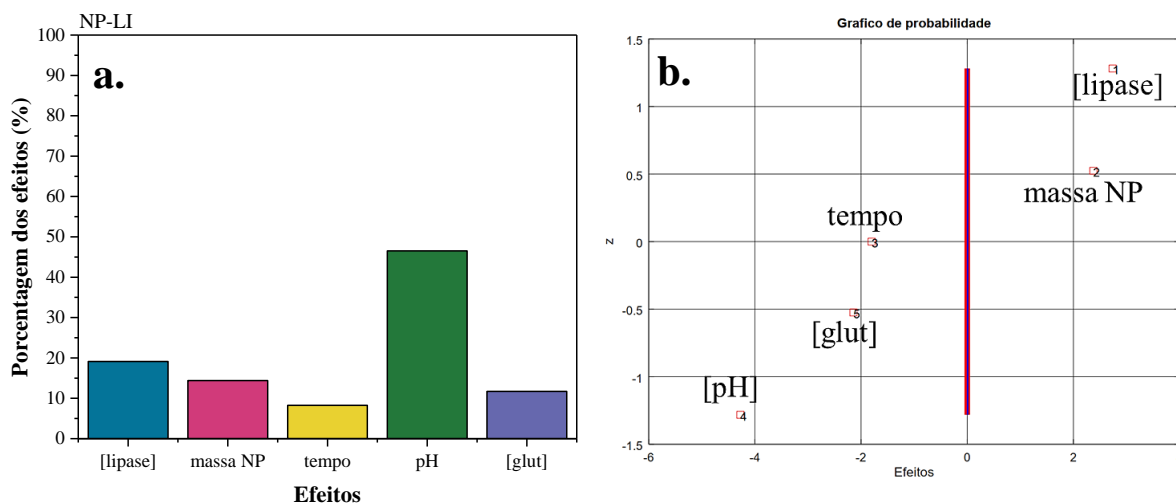 NP-LI
a.
Porcentagem dos efeitos (%)
100
90
80
70
60
50
40
30
20
10
0
[lipase] massa NP tempo pH [glut]
Efeitos
Grafico de probabilidade
b.
z
1.5
1
0.5
0
-0.5
-1
-1.5
1
[lipase]
2
massa NP
tempo
3
5
[glut]
[pH]
4
-6 -4 -2 0 2
Efeitos